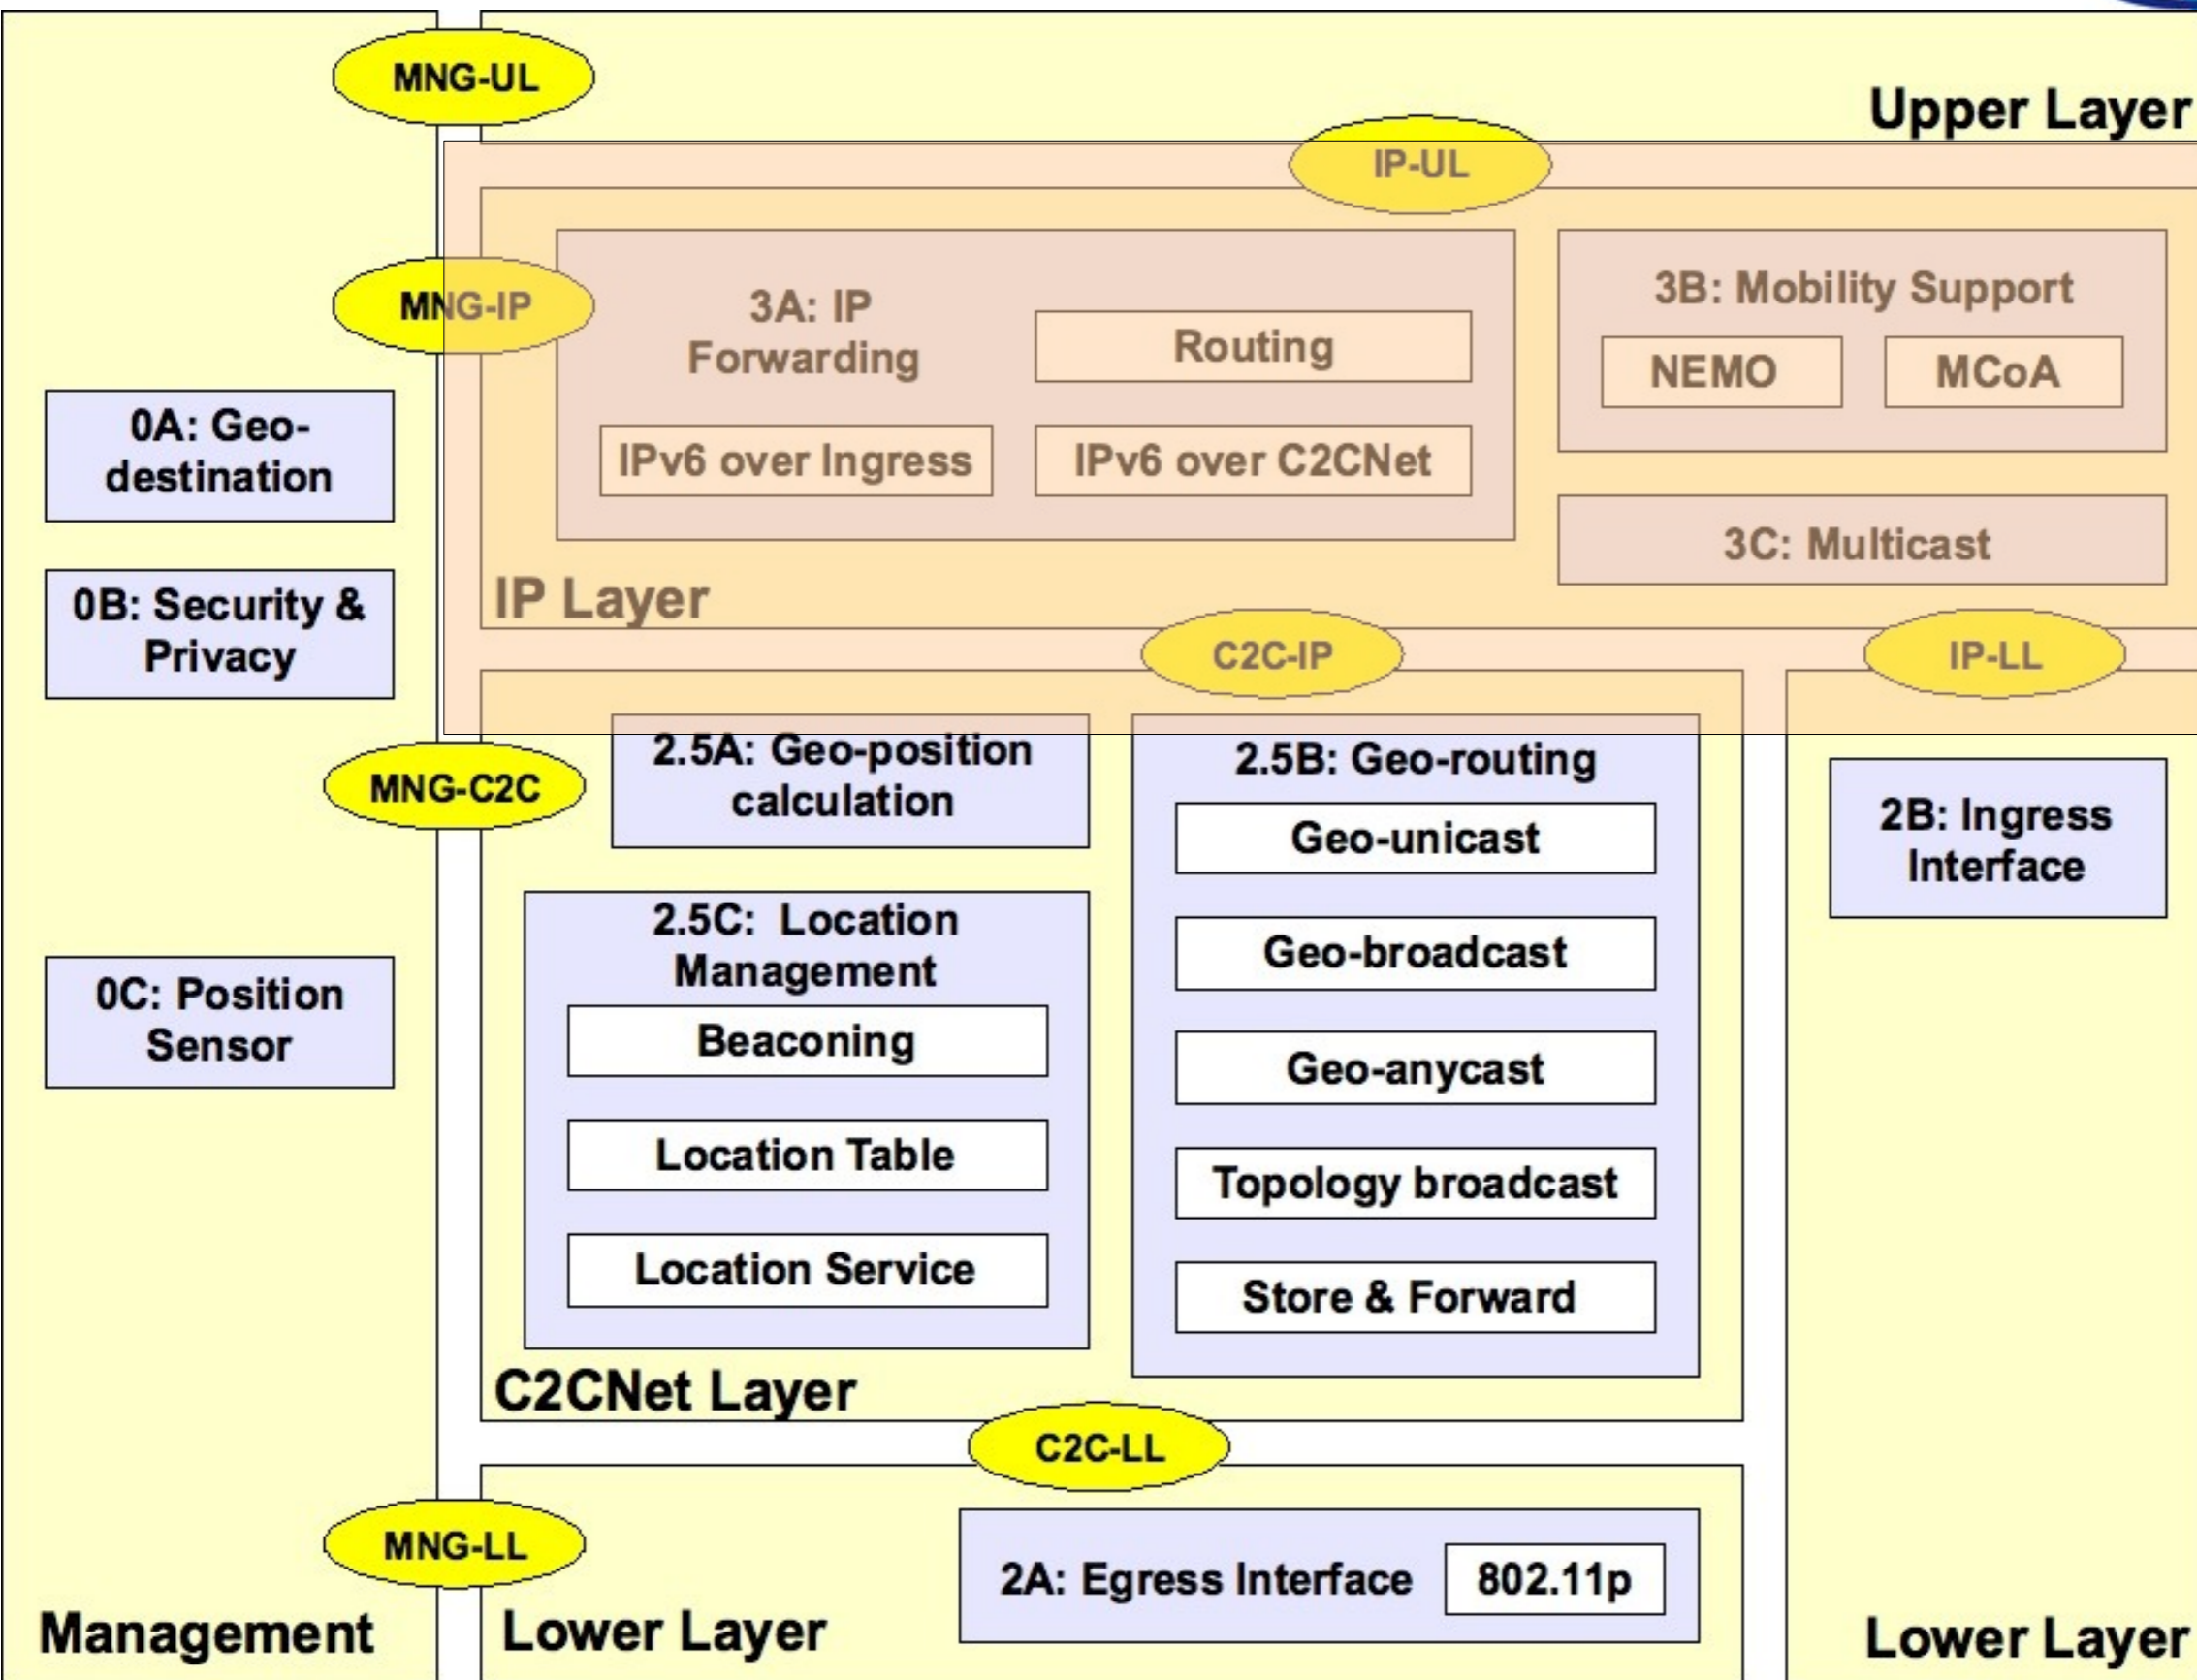 MNG-UL
Upper Layer
IP-UL
MNG-IP
3A: IP
Forwarding
Routing
IPv6 over Ingress
IPv6 over C2CNet
3B: Mobility Support
NEMO
MCoA
3C: Multicast
IP Layer
0A: Geo-
destination
0B: Security &
Privacy
C2C-IP
IP-LL
MNG-C2C
2.5A: Geo-position
calculation
2.5B: Geo-routing
Geo-unicast
Geo-broadcast
Geo-anycast
Topology broadcast
Store & Forward
2B: Ingress
Interface
2.5C: Location
Management
Beaconing
Location Table
Location Service
0C: Position
Sensor
C2CNet Layer
C2C-LL
MNG-LL
2A: Egress Interface
802.11p
Management
Lower Layer
Lower Layer